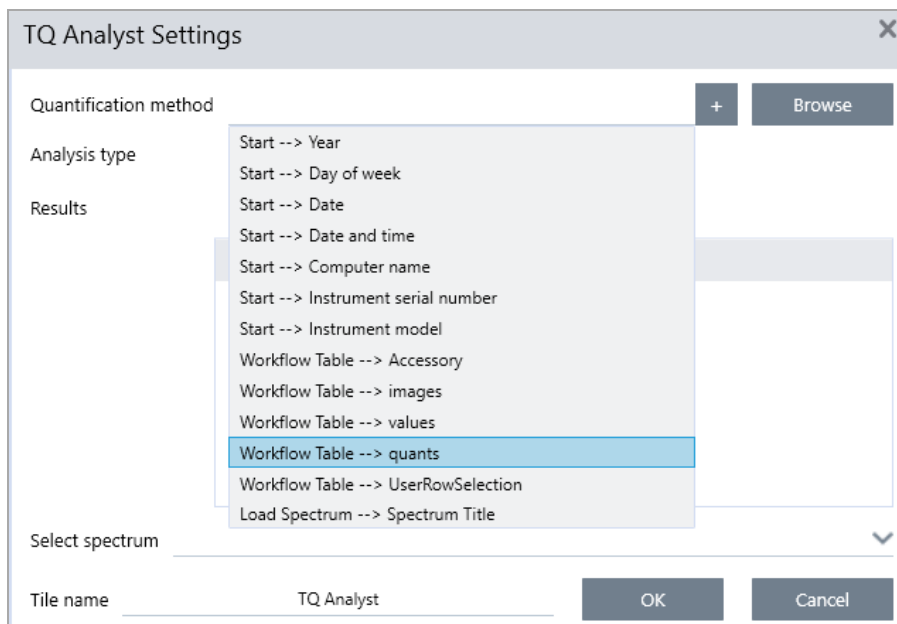 TQ Analyst Settings
Quantification method
+
Browse
Analysis type
Results
Start --> Year
Start --> Day of week
Start --> Date
Start --> Date and time
Start --> Computer name
Start --> Instrument serial number
Start --> Instrument model
Workflow Table --> Accessory
Workflow Table --> images
Workflow Table --> values
Workflow Table --> quants
Workflow Table --> UserRowSelection
Load Spectrum --> Spectrum Title
Select spectrum
Tile name
TQ Analyst
OK
Cancel